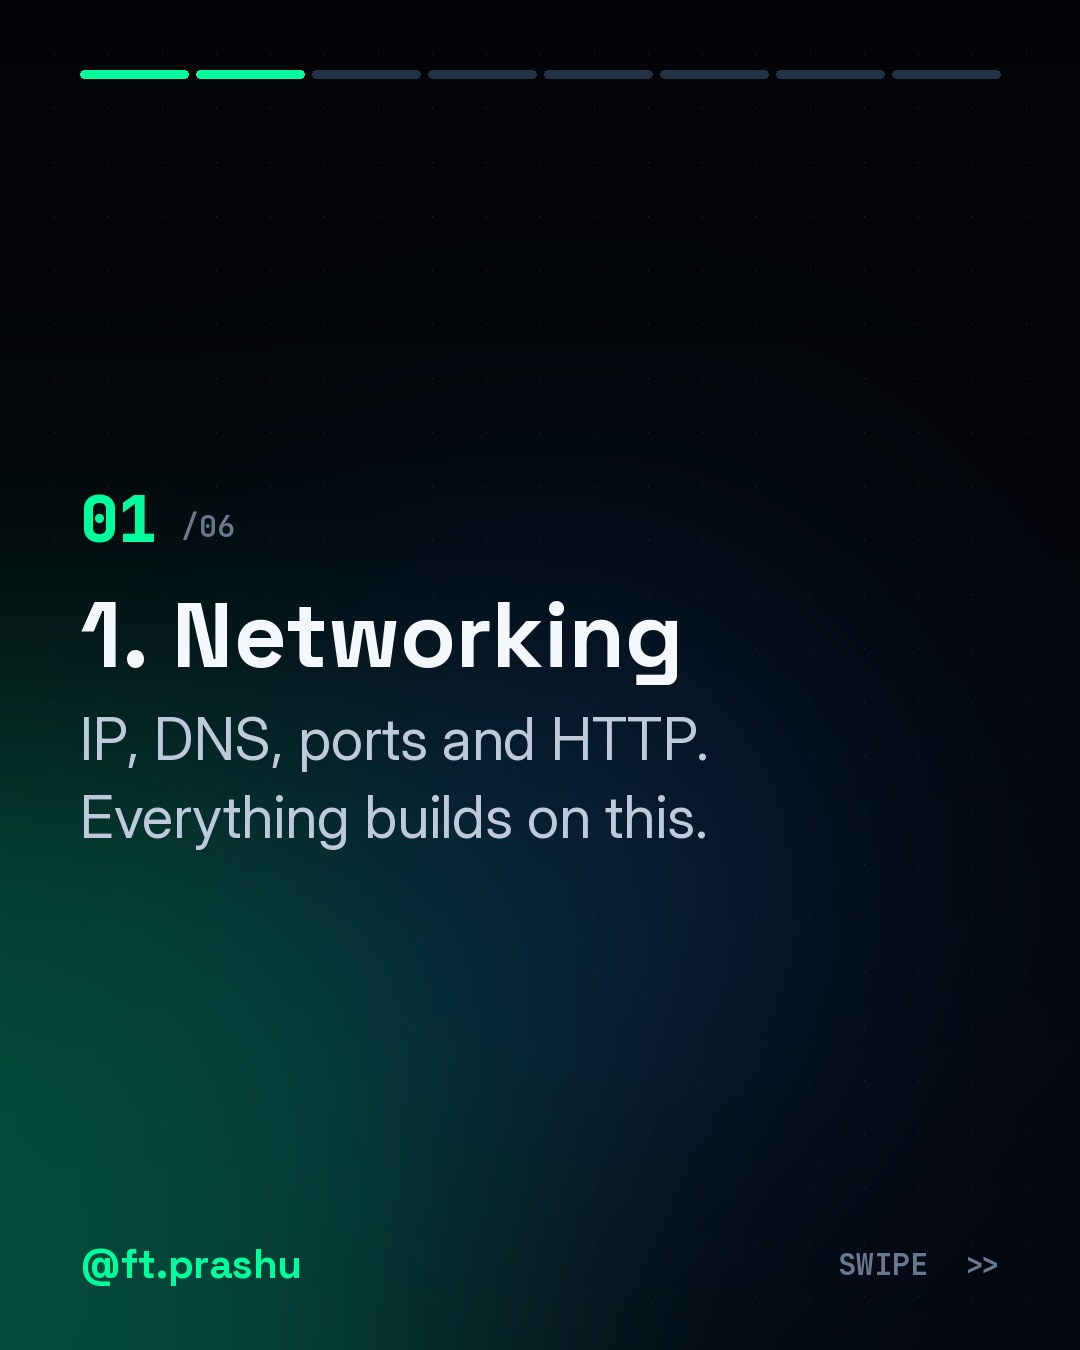 01 /06
1. Networking
IP, DNS, ports and HTTP.
Everything builds on this.
@ft.prashu
SWIPE >>